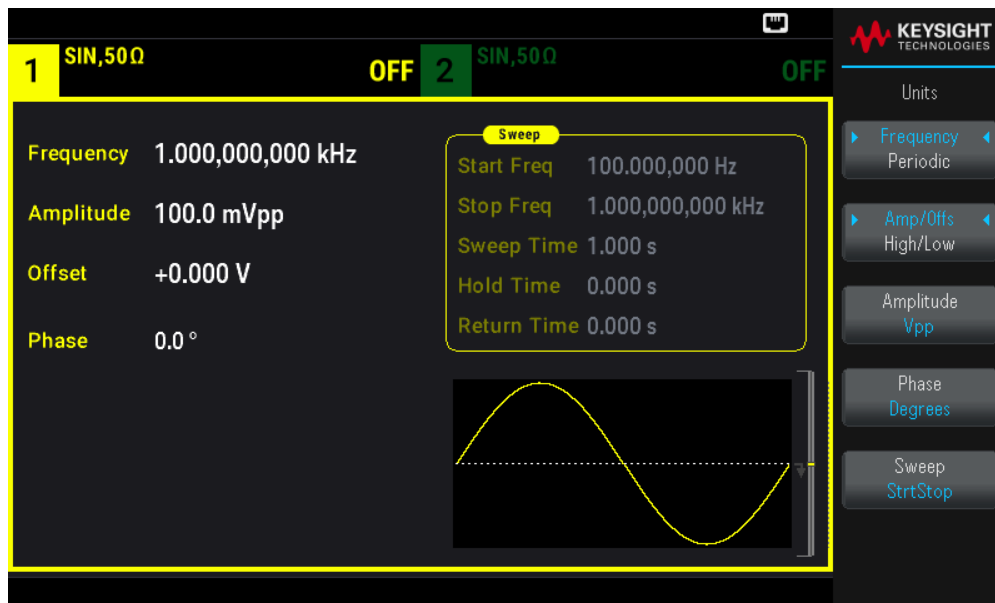 KEYSIGHT
TECHNOLOGIES
1 SIN,50Ω OFF 2 SIN,50Ω OFF
Units
Frequency 1.000,000,000 kHz
Amplitude 100.0 mVpp
Offset +0.000 V
Phase 0.0 °
Sweep
Start Freq 100.000,000 Hz
Stop Freq 1.000,000,000 kHz
Sweep Time 1.000 s
Hold Time 0.000 s
Return Time 0.000 s
Frequency
Periodic
Amp/Offs
High/Low
Amplitude
Vpp
Phase
Degrees
Sweep
StrtStop